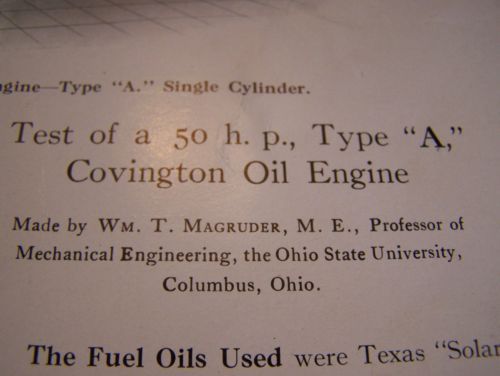 ngine—Type "A." Single Cylinder.
Test of a 50 h. p., Type "A,"
Covington Oil Engine
Made by WM. T. MAGRUDER, M. E., Professor of
Mechanical Engineering, the Ohio State University,
Columbus, Ohio.
The Fuel Oils Used were Texas "Solar